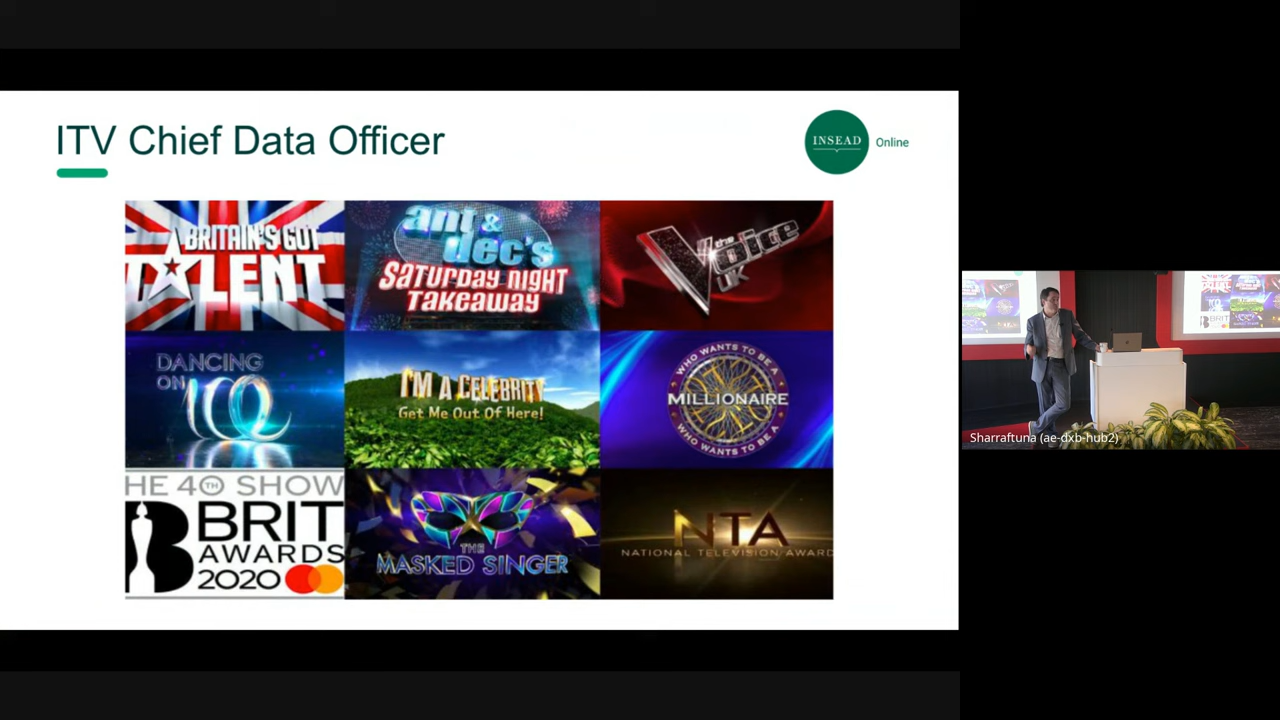 ITV Chief Data Officer
INSEAD
Online
BRITAIN'S GOT
TALENT
ant &
dec's
SATURDAY NIGHT
TAKEAWAY
the
Voice
UK
DANCING
ON
ICE
I'M A CELEBRITY
Get Me Out Of Here!
WHO WANTS TO BE A
MILLIONAIRE
WHO WANTS TO BE A
HE 40TH SHOW
BRIT
AWARDS
2020
THE
MASKED SINGER
NTA
NATIONAL TELEVISION AWARD
Sharraftuna (ae-dxb-hub2)